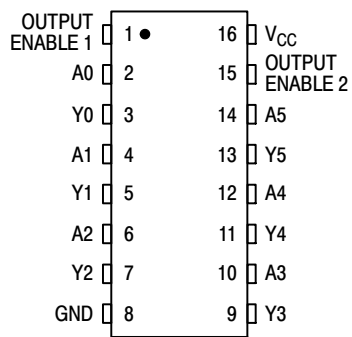 OUTPUT
ENABLE 1 1 16 VCC
A0 2 15 OUTPUT
ENABLE 2
Y0 3 14 A5
A1 4 13 Y5
Y1 5 12 A4
A2 6 11 Y4
Y2 7 10 A3
GND 8 9 Y3